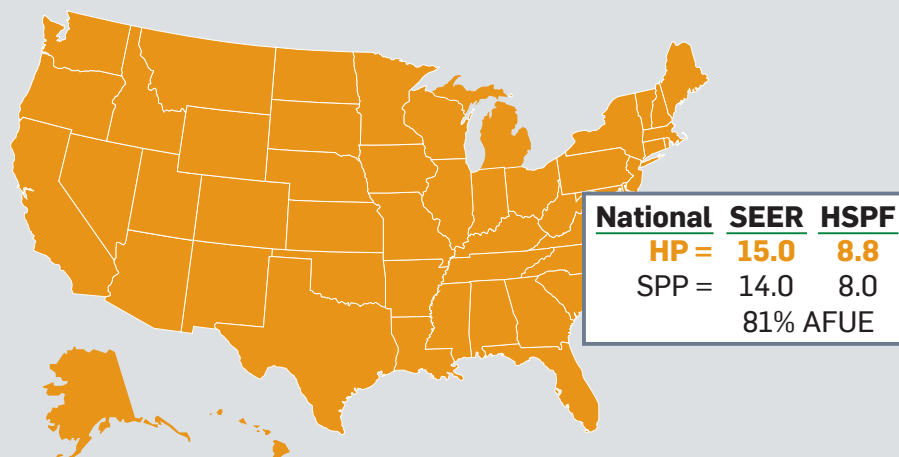 National SEER HSPF
HP = 15.0 8.8
SPP = 14.0 8.0
81% AFUE